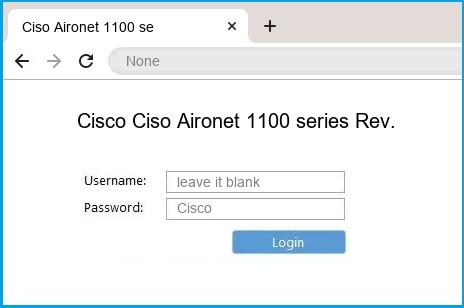 Ciso Aironet 1100 se
None
Cisco Ciso Aironet 1100 series Rev.
Username: leave it blank
Password: Cisco
Login